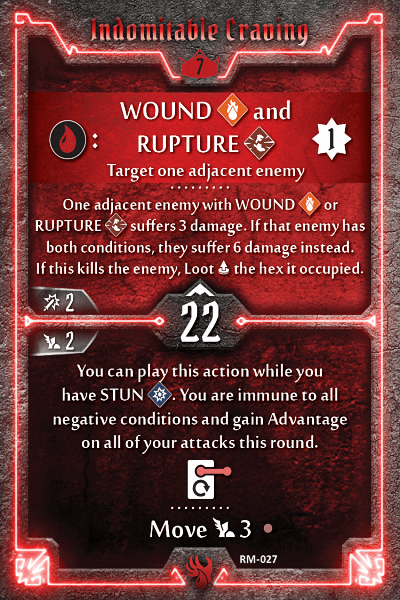 Indomitable Craving
7
WOUND and
: 1
RUPTURE
Target one adjacent enemy
One adjacent enemy with WOUND or
RUPTURE suffers 3 damage. If that enemy has
both conditions, they suffer 6 damage instead.
If this kills the enemy, Loot the hex it occupied.
2
22
2
You can play this action while you
have STUN . You are immune to all
negative conditions and gain Advantage
on all of your attacks this round.
Move 3
RM-027